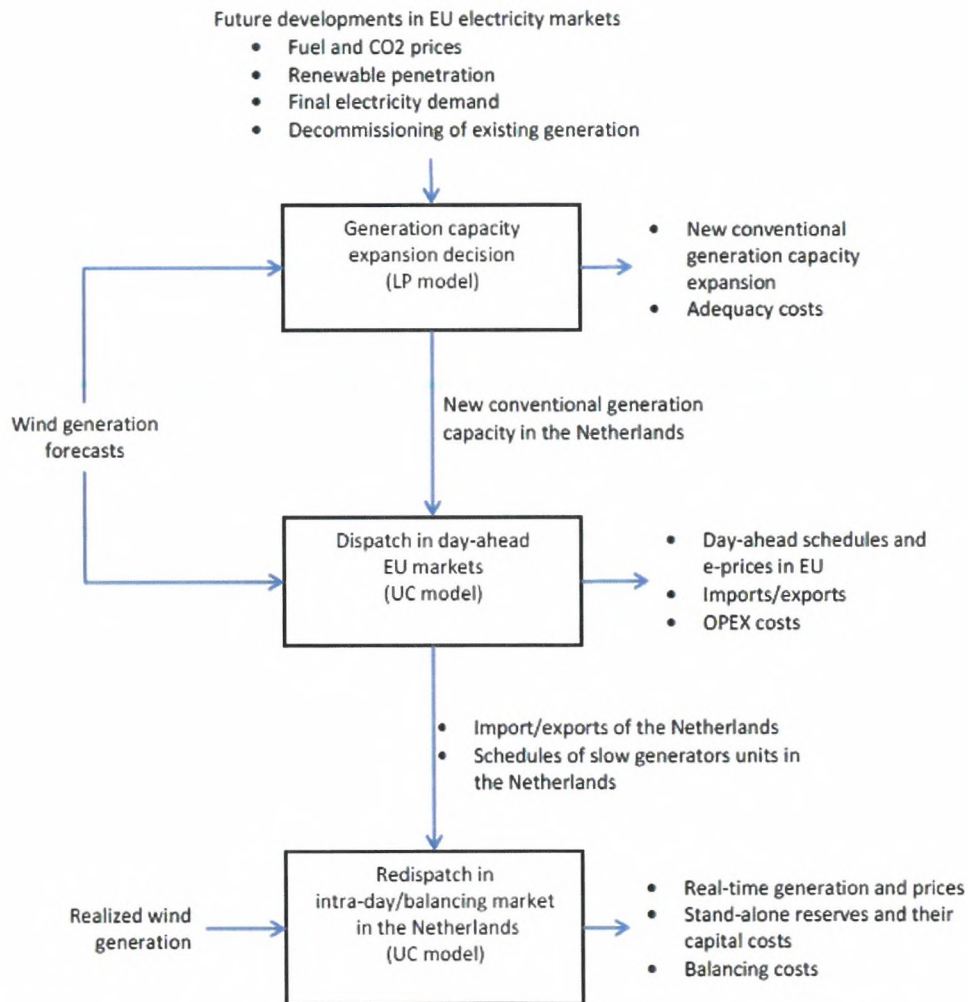 Future developments in EU electricity markets
• Fuel and CO2 prices
• Renewable penetration
• Final electricity demand
• Decommissioning of existing generation
Generation capacity
expansion decision
(LP model)
• New conventional
generation capacity
expansion
• Adequacy costs
Wind generation
forecasts
New conventional generation
capacity in the Netherlands
Dispatch in day-ahead
EU markets
(UC model)
• Day-ahead schedules and
e-prices in EU
• Imports/exports
• OPEX costs
• Import/exports of the Netherlands
• Schedules of slow generators units in
the Netherlands
Realized wind
generation
Redispatch in
intra-day/balancing market
in the Netherlands
(UC model)
• Real-time generation and prices
• Stand-alone reserves and their
capital costs
• Balancing costs